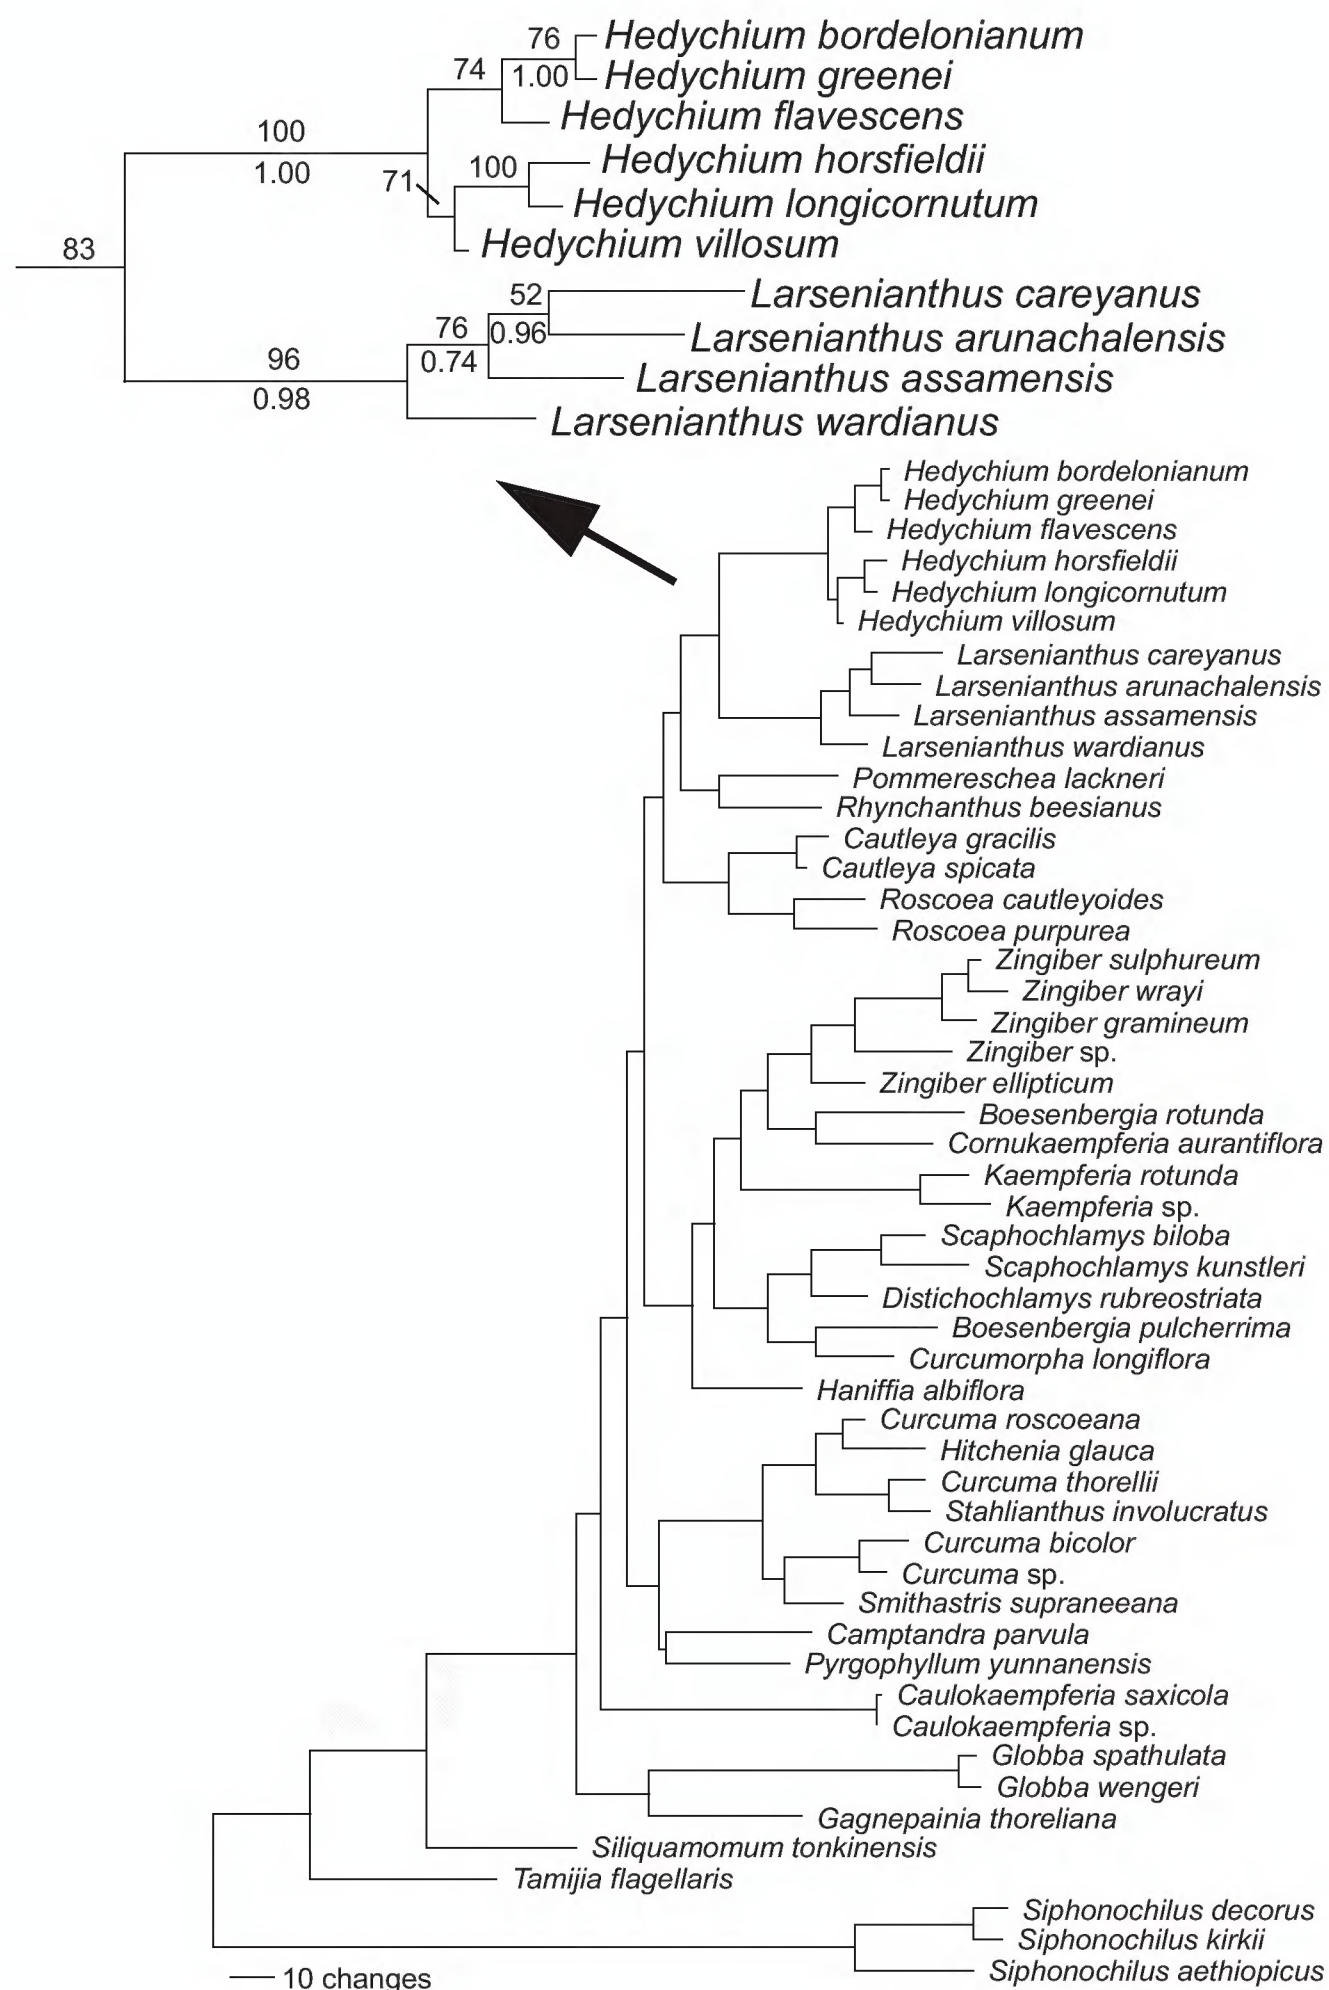 76 Hedychium bordelonianum
74 1.00 Hedychium greenei
Hedychium flavescens
100
1.00
Hedychium horsfieldii
71 100
Hedychium longicornutum
83 Hedychium villosum
52 Larsenianthus careyanus
76 0.96 Larsenianthus arunachalensis
96 0.74 Larsenianthus assamensis
0.98
Larsenianthus wardianus
Hedychium bordelonianum
Hedychium greenei
Hedychium flavescens
Hedychium horsfieldii
Hedychium longicornutum
Hedychium villosum
Larsenianthus careyanus
Larsenianthus arunachalensis
Larsenianthus assamensis
Larsenianthus wardianus
Pommereschea lackneri
Rhynchanthus beesianus
Cautleya gracilis
Cautleya spicata
Roscoea cautleyoides
Roscoea purpurea
Zingiber sulphureum
Zingiber wrayi
Zingiber gramineum
Zingiber sp.
Zingiber ellipticum
Boesenbergia rotunda
Cornukaempferia aurantiflora
Kaempferia rotunda
Kaempferia sp.
Scaphochlamys biloba
Scaphochlamys kunstleri
Distichochlamys rubreostriata
Boesenbergia pulcherrima
Curcumorpha longiflora
Haniffia albiflora
Curcuma roscoeana
Hitchenia glauca
Curcuma thorellii
Stahlianthus involucratus
Curcuma bicolor
Curcuma sp.
Smithastris supraneeana
Camptandra parvula
Pyrgophyllum yunnanensis
Caulokaempferia saxicola
Caulokaempferia sp.
Globba spathulata
Globba wengeri
Gagnepainia thoreliana
Siliquamomum tonkinensis
Tamijia flagellaris
Siphonochilus decorus
Siphonochilus kirkii
Siphonochilus aethiopicus
10 changes